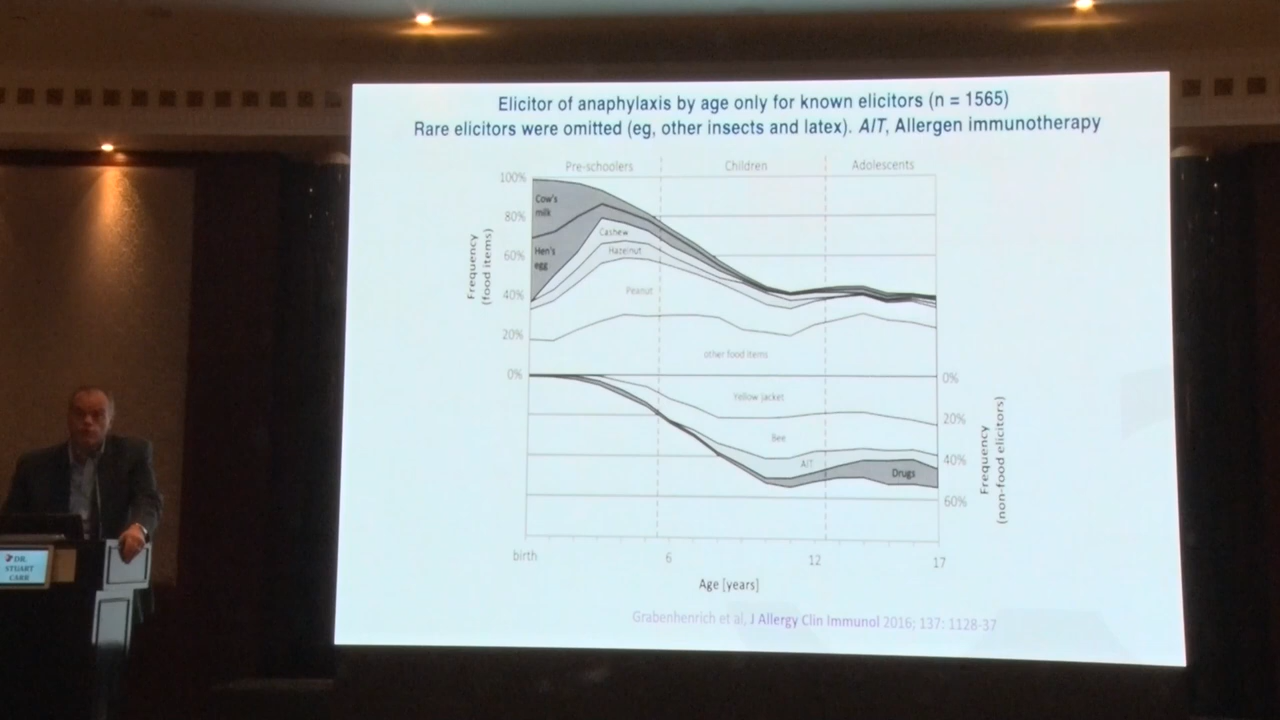 Elicitor of anaphylaxis by age only for known elicitors (n = 1565)
Rare elicitors were omitted (eg, other insects and latex). AIT, Allergen immunotherapy
Pre-schoolers
Children
Adolescents
100%
80%
60%
40%
20%
0%
Frequency
(food items)
Cow's
milk
Hen's
egg
Cashew
Hazelnut
Peanut
other food items
Yellow jacket
Bee
AIT
Drugs
0%
20%
40%
60%
Frequency
(non-food elicitors)
birth
6
12
17
Age [years]
Grabenhenrich et al, J Allergy Clin Immunol 2016; 137: 1128-37
DR.
STUART
CARR